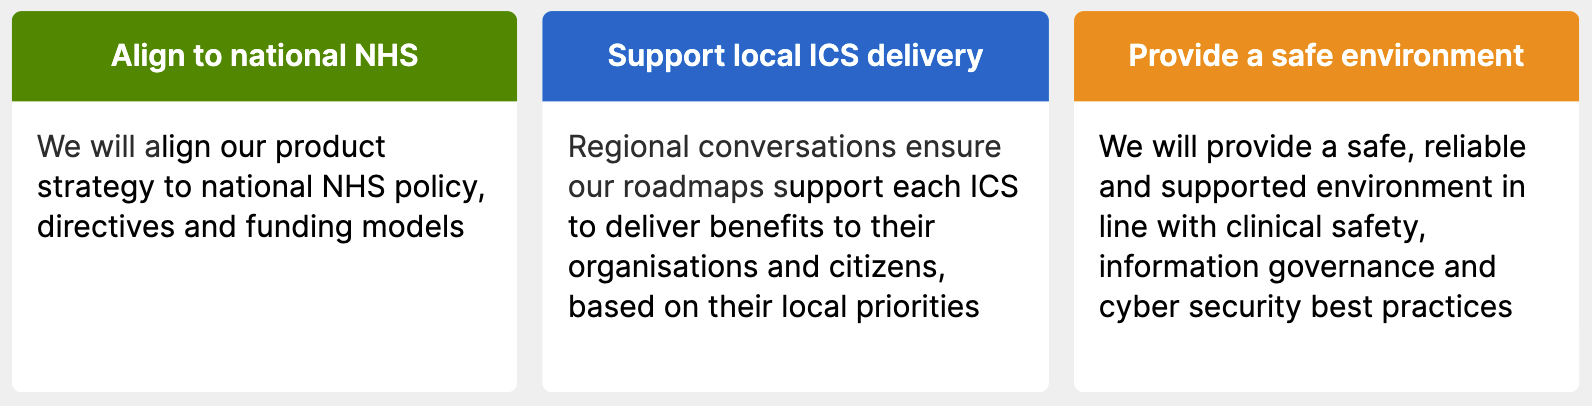 Align to national NHS
We will align our product
strategy to national NHS policy,
directives and funding models
Support local ICS delivery
Regional conversations ensure
our roadmaps support each ICS
to deliver benefits to their
organisations and citizens,
based on their local priorities
Provide a safe environment
We will provide a safe, reliable
and supported environment in
line with clinical safety,
information governance and
cyber security best practices